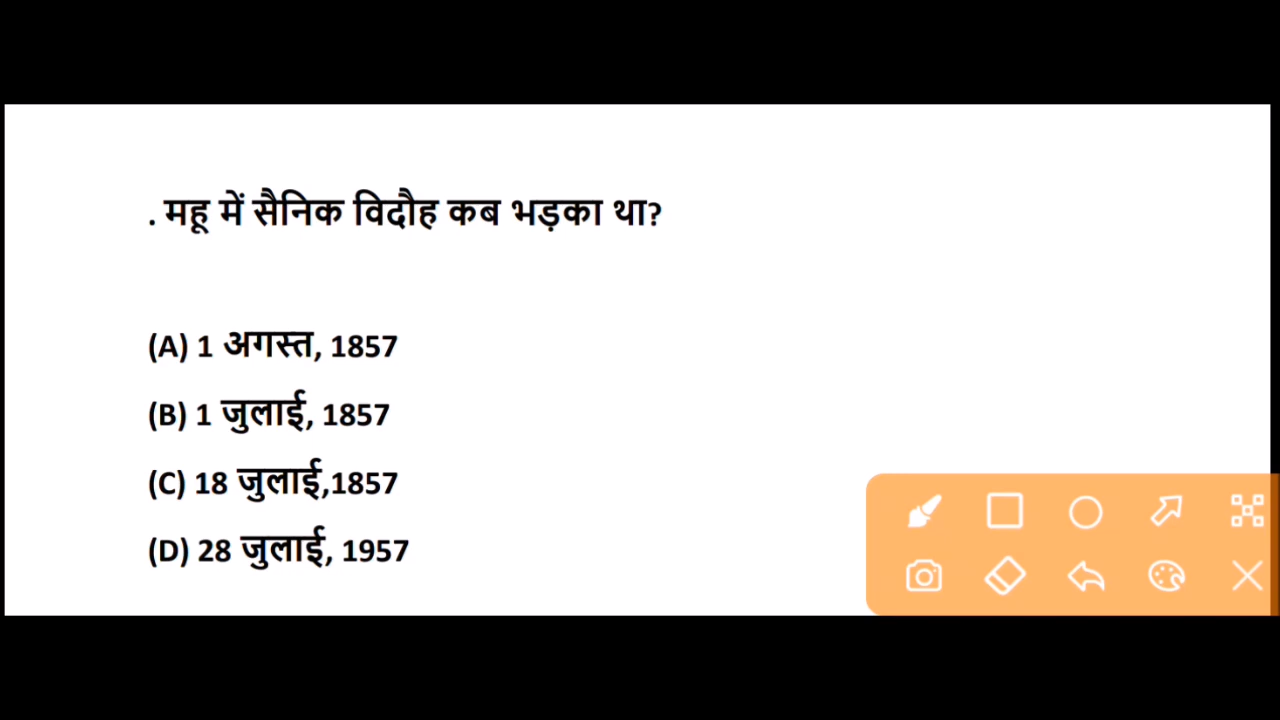 . महू में सैनिक विदौह कब भड़का था?
(A) 1 अगस्त, 1857
(B) 1 जुलाई, 1857
(C) 18 जुलाई,1857
(D) 28 जुलाई, 1957